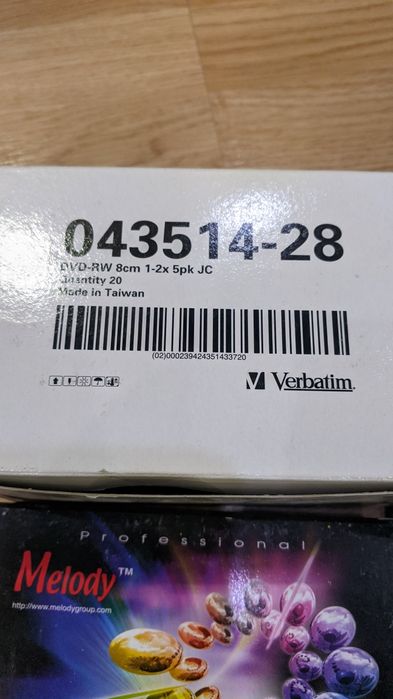 043514-28
DVD-RW 8cm 1-2x 5pk JC
Quantity 20
Made in Taiwan
(02)000239424351433720
Verbatim.
Professional
Melody™
http://www.melodygroup.com